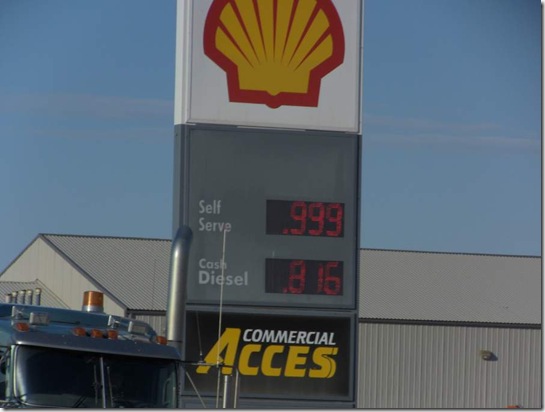 Self
Serve
.999
Cash
Diesel
.816
COMMERCIAL
ACCES